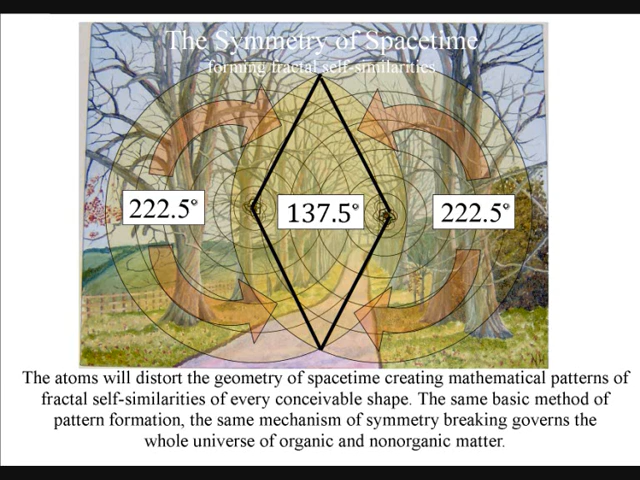 The Symmetry of Spacetime
forming fractal self-similarities
222.5°
137.5°
222.5°
NH
The atoms will distort the geometry of spacetime creating mathematical patterns of
fractal self-similarities of every conceivable shape. The same basic method of
pattern formation, the same mechanism of symmetry breaking governs the
whole universe of organic and nonorganic matter.